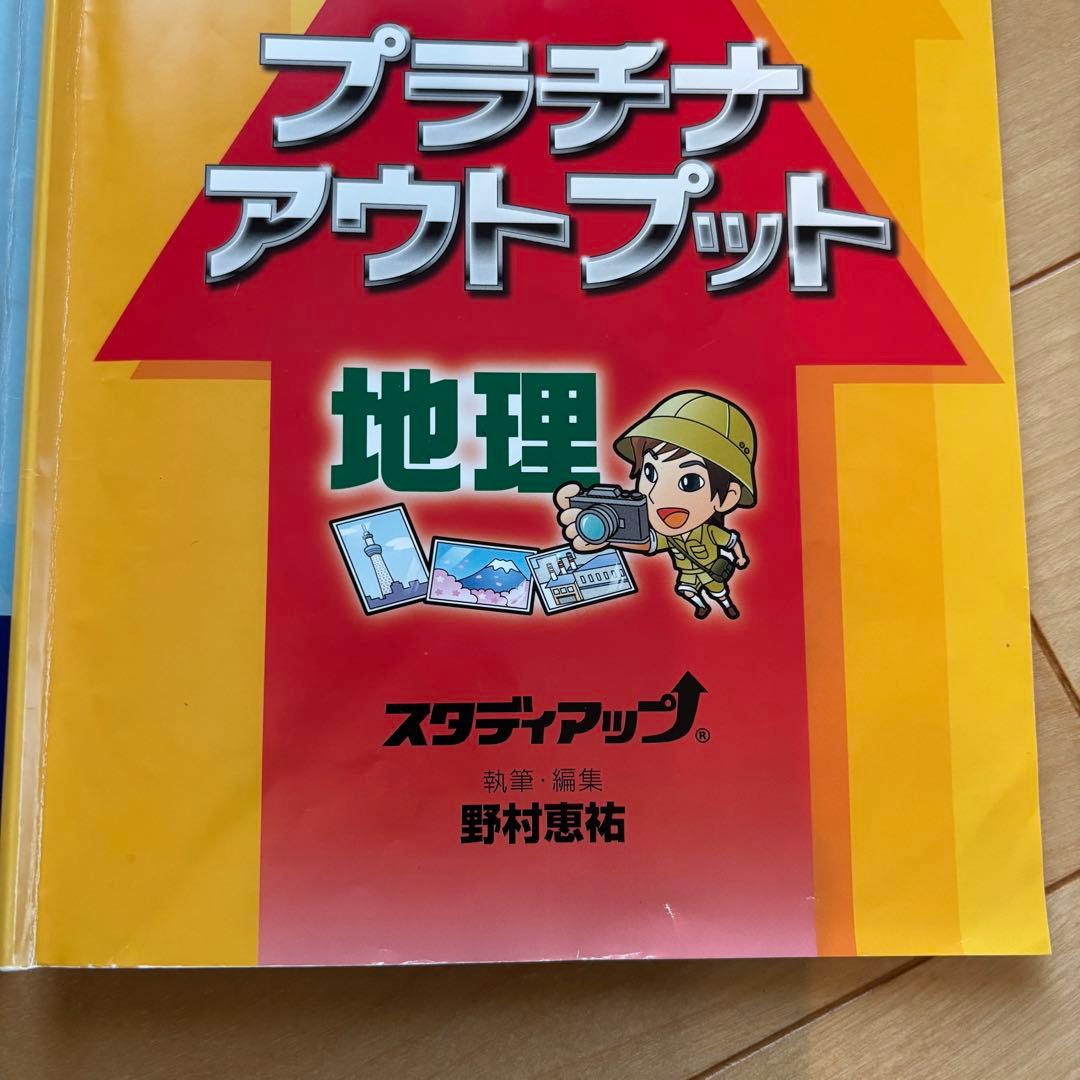 プラチナ
アウトプット
地理
スタディアップ®
執筆・編集
野村恵祐